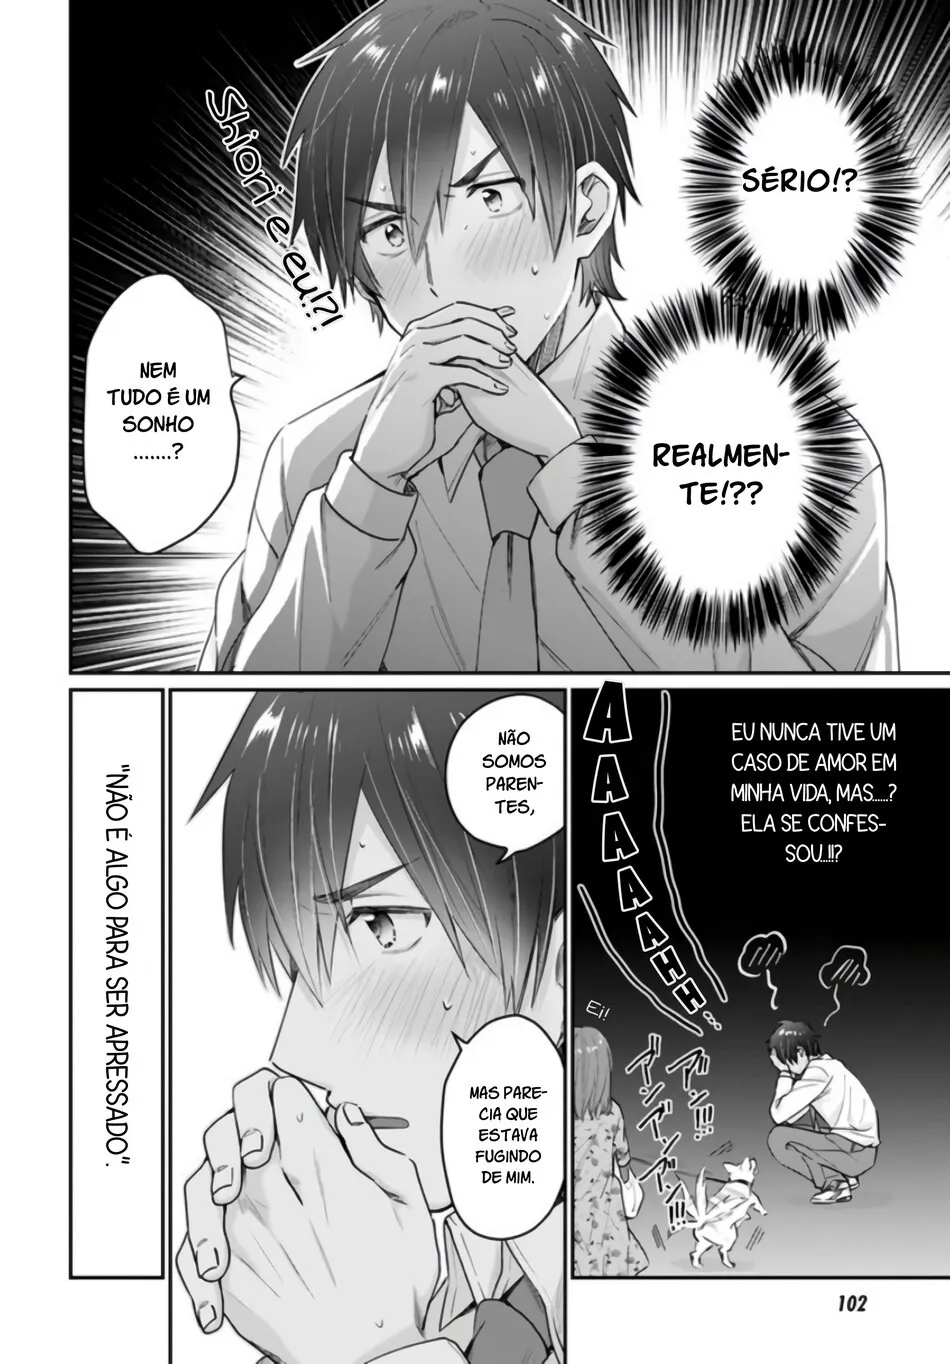 SÉRIO!?
REALMEN-
TE!??
Shiori e eu!?!
NEM
TUDO É UM
SONHO
.......?
EU NUNCA TIVE UM
CASO DE AMOR EM
MINHA VIDA, MAS.....?
ELA SE CONFES-
SOU...!!?
AAAAAAHH...
Ei!
アン
アン!!!
アン
アン!!!
NÃO
SOMOS
PAREN-
TES,
MAS PARE-
CIA QUE
ESTAVA
FUGINDO
DE MIM.
"NÃO É ALGO PARA SER APRESSADO".
102